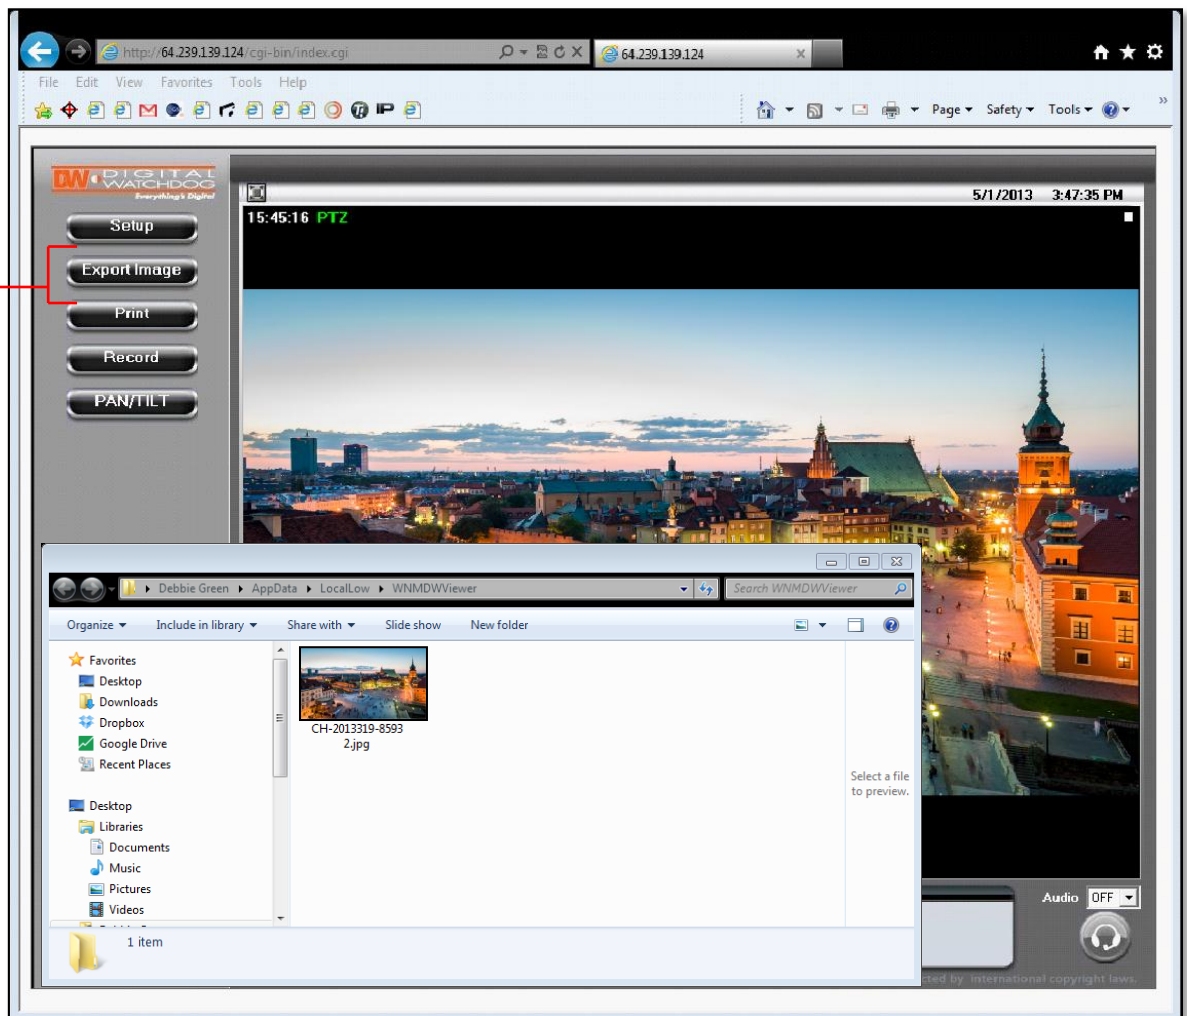 http://64.239.139.124/cgi-bin/index.cgi
64.239.139.124
File Edit View Favorites Tools Help
Page Safety Tools
DW DIGITAL
WATCHDOG
Everything's Digital
5/1/2013 3:47:35 PM
Setup
15:45:16 PTZ
Export Image
Print
Record
PAN/TILT
Debbie Green AppData LocalLow WNMDWViewer
Search WNMDWViewer
Organize Include in library Share with Slide show New folder
Favorites
Desktop
Downloads
Dropbox
Google Drive
Recent Places
Desktop
Libraries
Documents
Music
Pictures
Videos
CH-2013319-8593
2.jpg
Select a file
to preview.
1 item
Audio OFF
cted by international copyright laws.